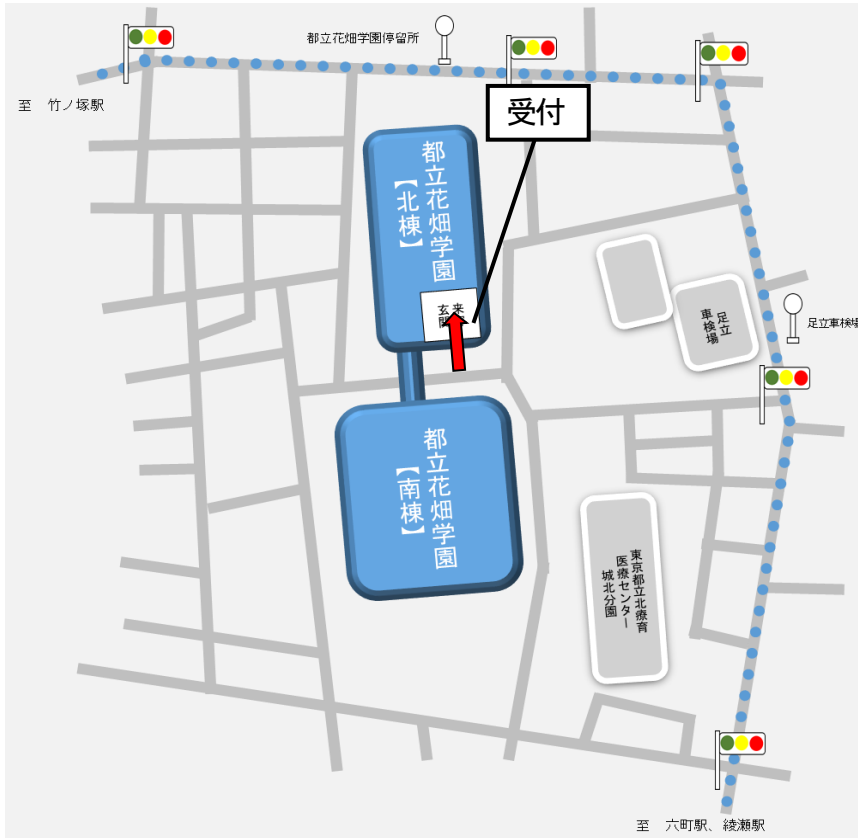 都立花畑学園停留所
至　竹ノ塚駅
受付
都立花畑学園
【北棟】
来
玄
足立
車検場
足立車検場
都立花畑学園
【南棟】
東京都立北療育
医療センター
城北分園
至　六町駅、綾瀬駅